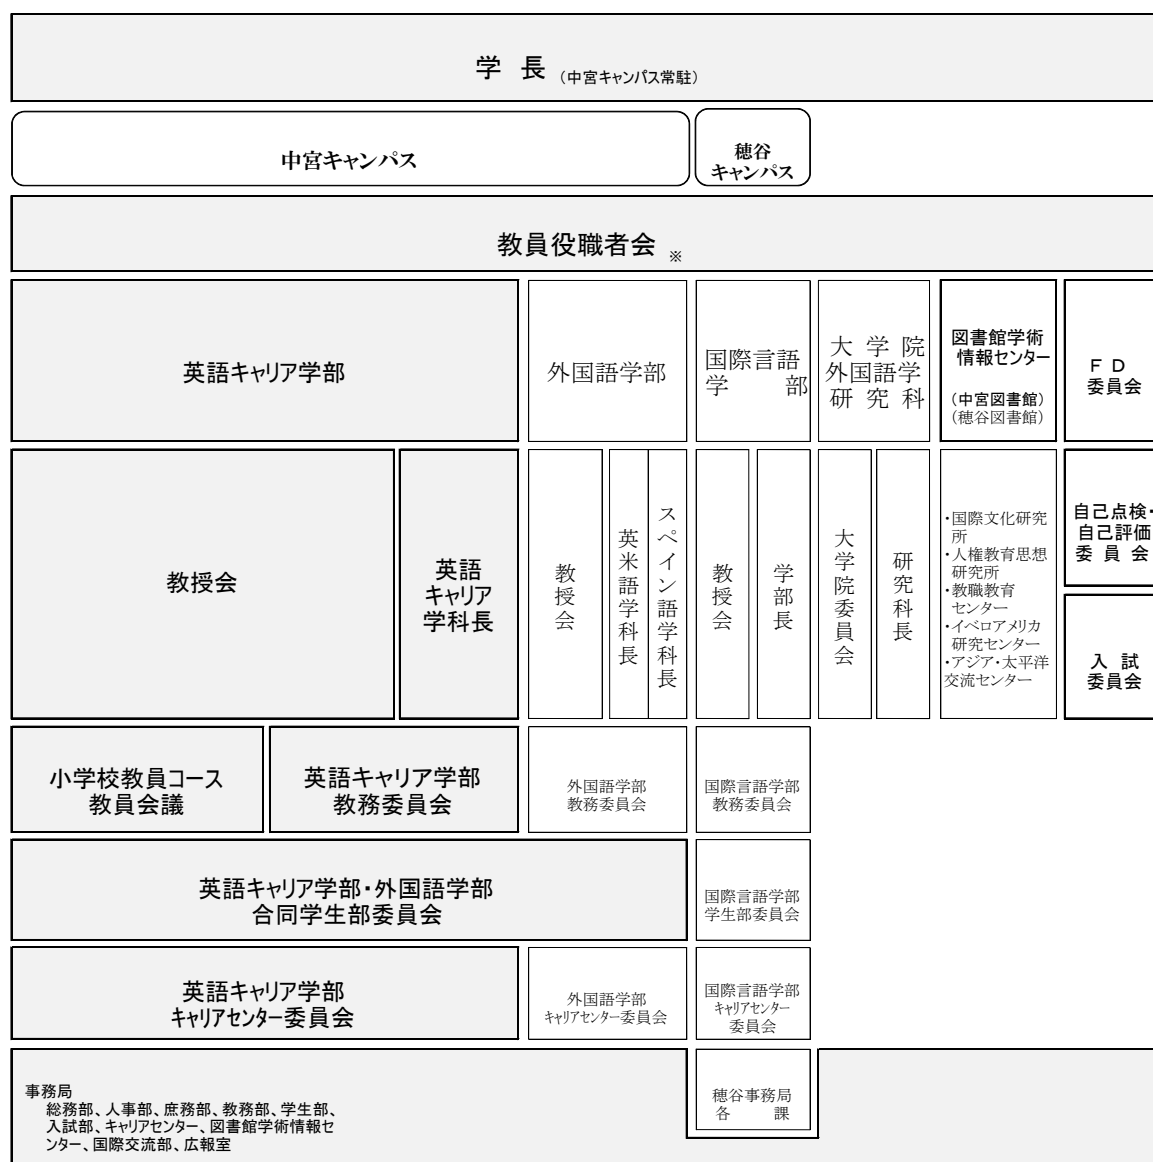 学 長 (中宮キャンパス常駐)
中宮キャンパス
穂谷
キャンパス
教員役職者会 ※
英語キャリア学部
外国語学部
国際言語
学 部
大 学 院
外国語学
研 究 科
図書館学術
情報センター
(中宮図書館)
(穂谷図書館)
F D
委員会
教授会
英語
キャリア
学科長
教授会
英米語学科長
スペイン語学科長
教授会
学部長
大学院委員会
研究科長
・国際文化研究
所
・人権教育思想
研究所
・教職教育
センター
・イベロアメリカ
研究センター
・アジア・太平洋
交流センター
自己点検・
自己評価
委 員 会
入 試
委員会
小学校教員コース
教員会議
英語キャリア学部
教務委員会
外国語学部
教務委員会
国際言語学部
教務委員会
英語キャリア学部・外国語学部
合同学生部委員会
国際言語学部
学生部委員会
英語キャリア学部
キャリアセンター委員会
外国語学部
キャリアセンター委員会
国際言語学部
キャリアセンター
委員会
事務局
総務部、人事部、庶務部、教務部、学生部、
入試部、キャリアセンター、図書館学術情報セ
ンター、国際交流部、広報室
穂谷事務局
各 課